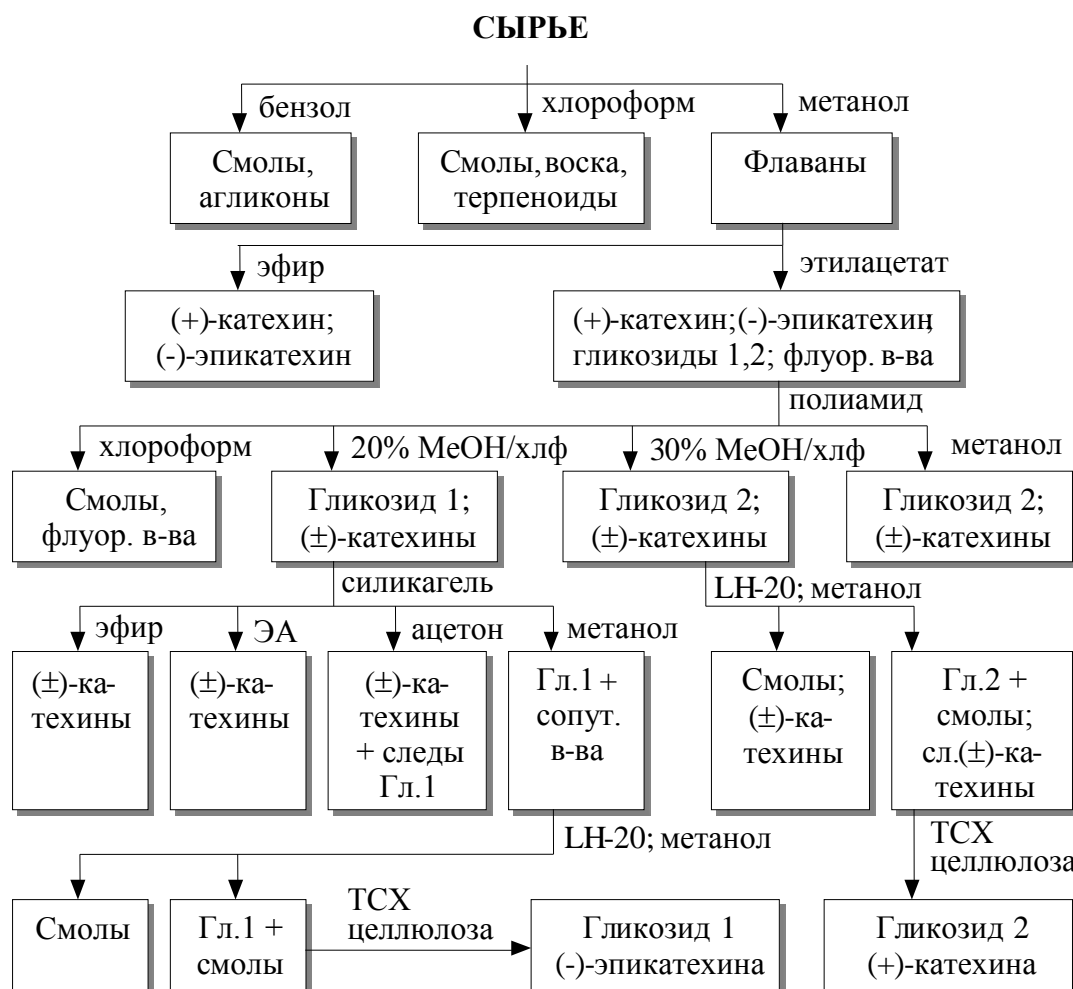 СЫРЬЕ
бензол
хлороформ
метанол
Смолы,
агликоны
Смолы, воска,
терпеноиды
Флаваны
эфир
этилацетат
(+)-катехин;
(-)-эпикатехин
(+)-катехин; (-)-эпикатехин;
гликозиды 1,2; флуор. в-ва
полиамид
хлороформ
20% MeOH/хлф
30% MeOH/хлф
метанол
Смолы,
флуор. в-ва
Гликозид 1;
(±)-катехины
Гликозид 2;
(±)-катехины
Гликозид 2;
(±)-катехины
силикагель
LH-20; метанол
эфир
ЭА
ацетон
метанол
(±)-ка-
техины
(±)-ка-
техины
(±)-ка-
техины
+ следы
Гл.1
Гл.1 +
сопут.
в-ва
Смолы;
(±)-ка-
техины
Гл.2 +
смолы;
сл.(±)-ка-
техины
LH-20; метанол
ТСХ
целлюлоза
Смолы
Гл.1 +
смолы
ТСХ
целлюлоза
Гликозид 1
(-)-эпикатехина
Гликозид 2
(+)-катехина